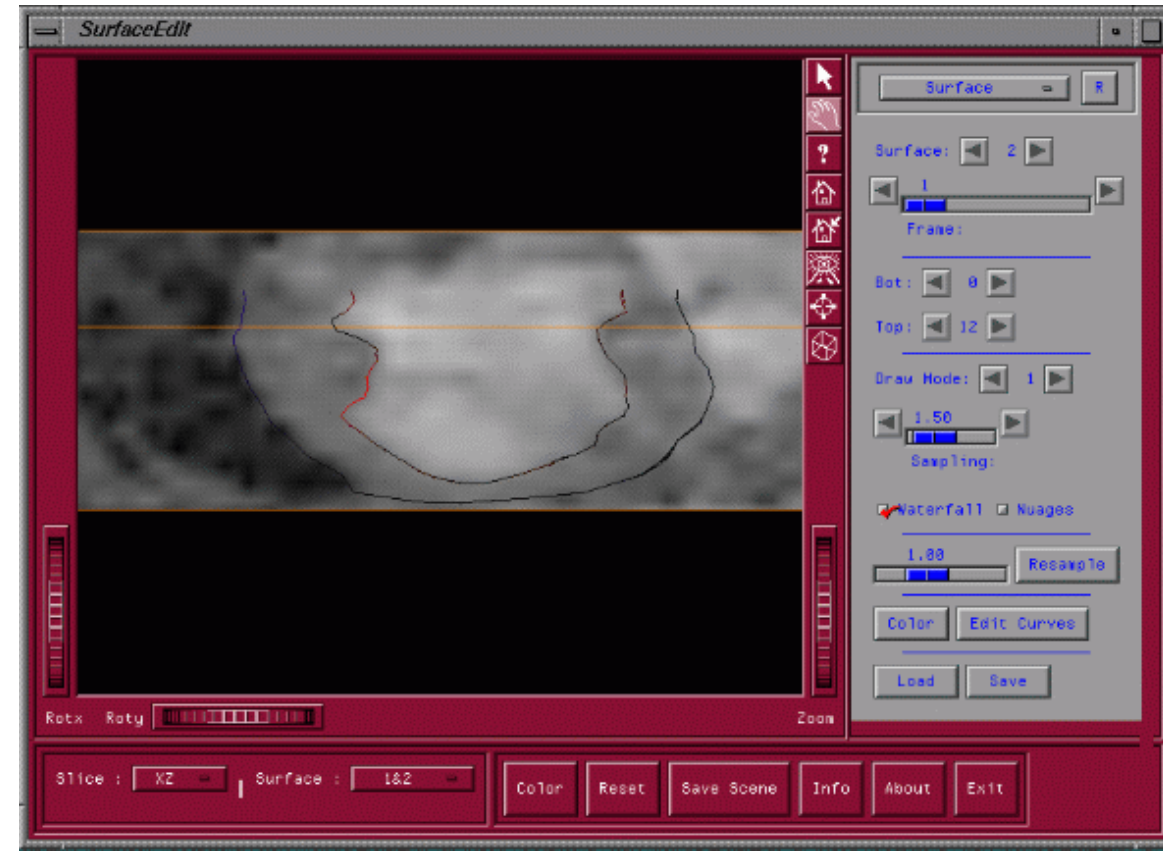 SurfaceEdit
Surface R
Surface: 2
1
Frame:
Bot: 0
Top: 12
Draw Mode: 1
1.50
Sampling:
Waterfall Nuages
1.00 Resample
Color Edit Curves
Load Save
?
Rotx Roty Zoom
Slice : XZ Surface : 1&2 Color Reset Save Scene Info About Exit